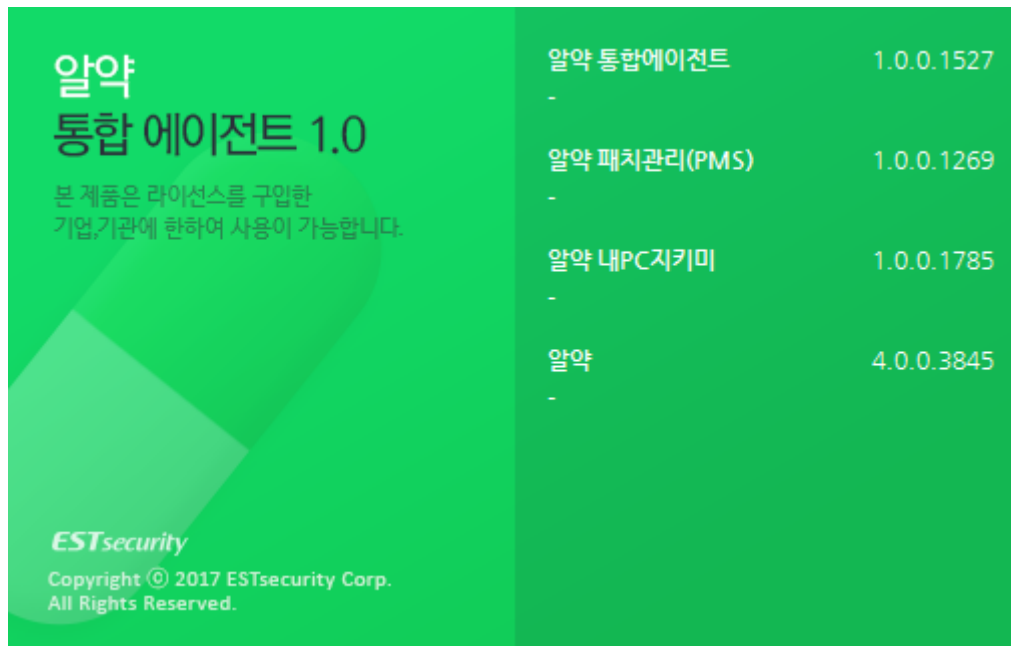 알약
통합 에이전트 1.0
본 제품은 라이선스를 구입한
기업,기관에 한하여 사용이 가능합니다.
ESTsecurity
Copyright ⓒ 2017 ESTsecurity Corp.
All Rights Reserved.
알약 통합에이전트 1.0.0.1527
-
알약 패치관리(PMS) 1.0.0.1269
-
알약 내PC지키미 1.0.0.1785
-
알약 4.0.0.3845
-